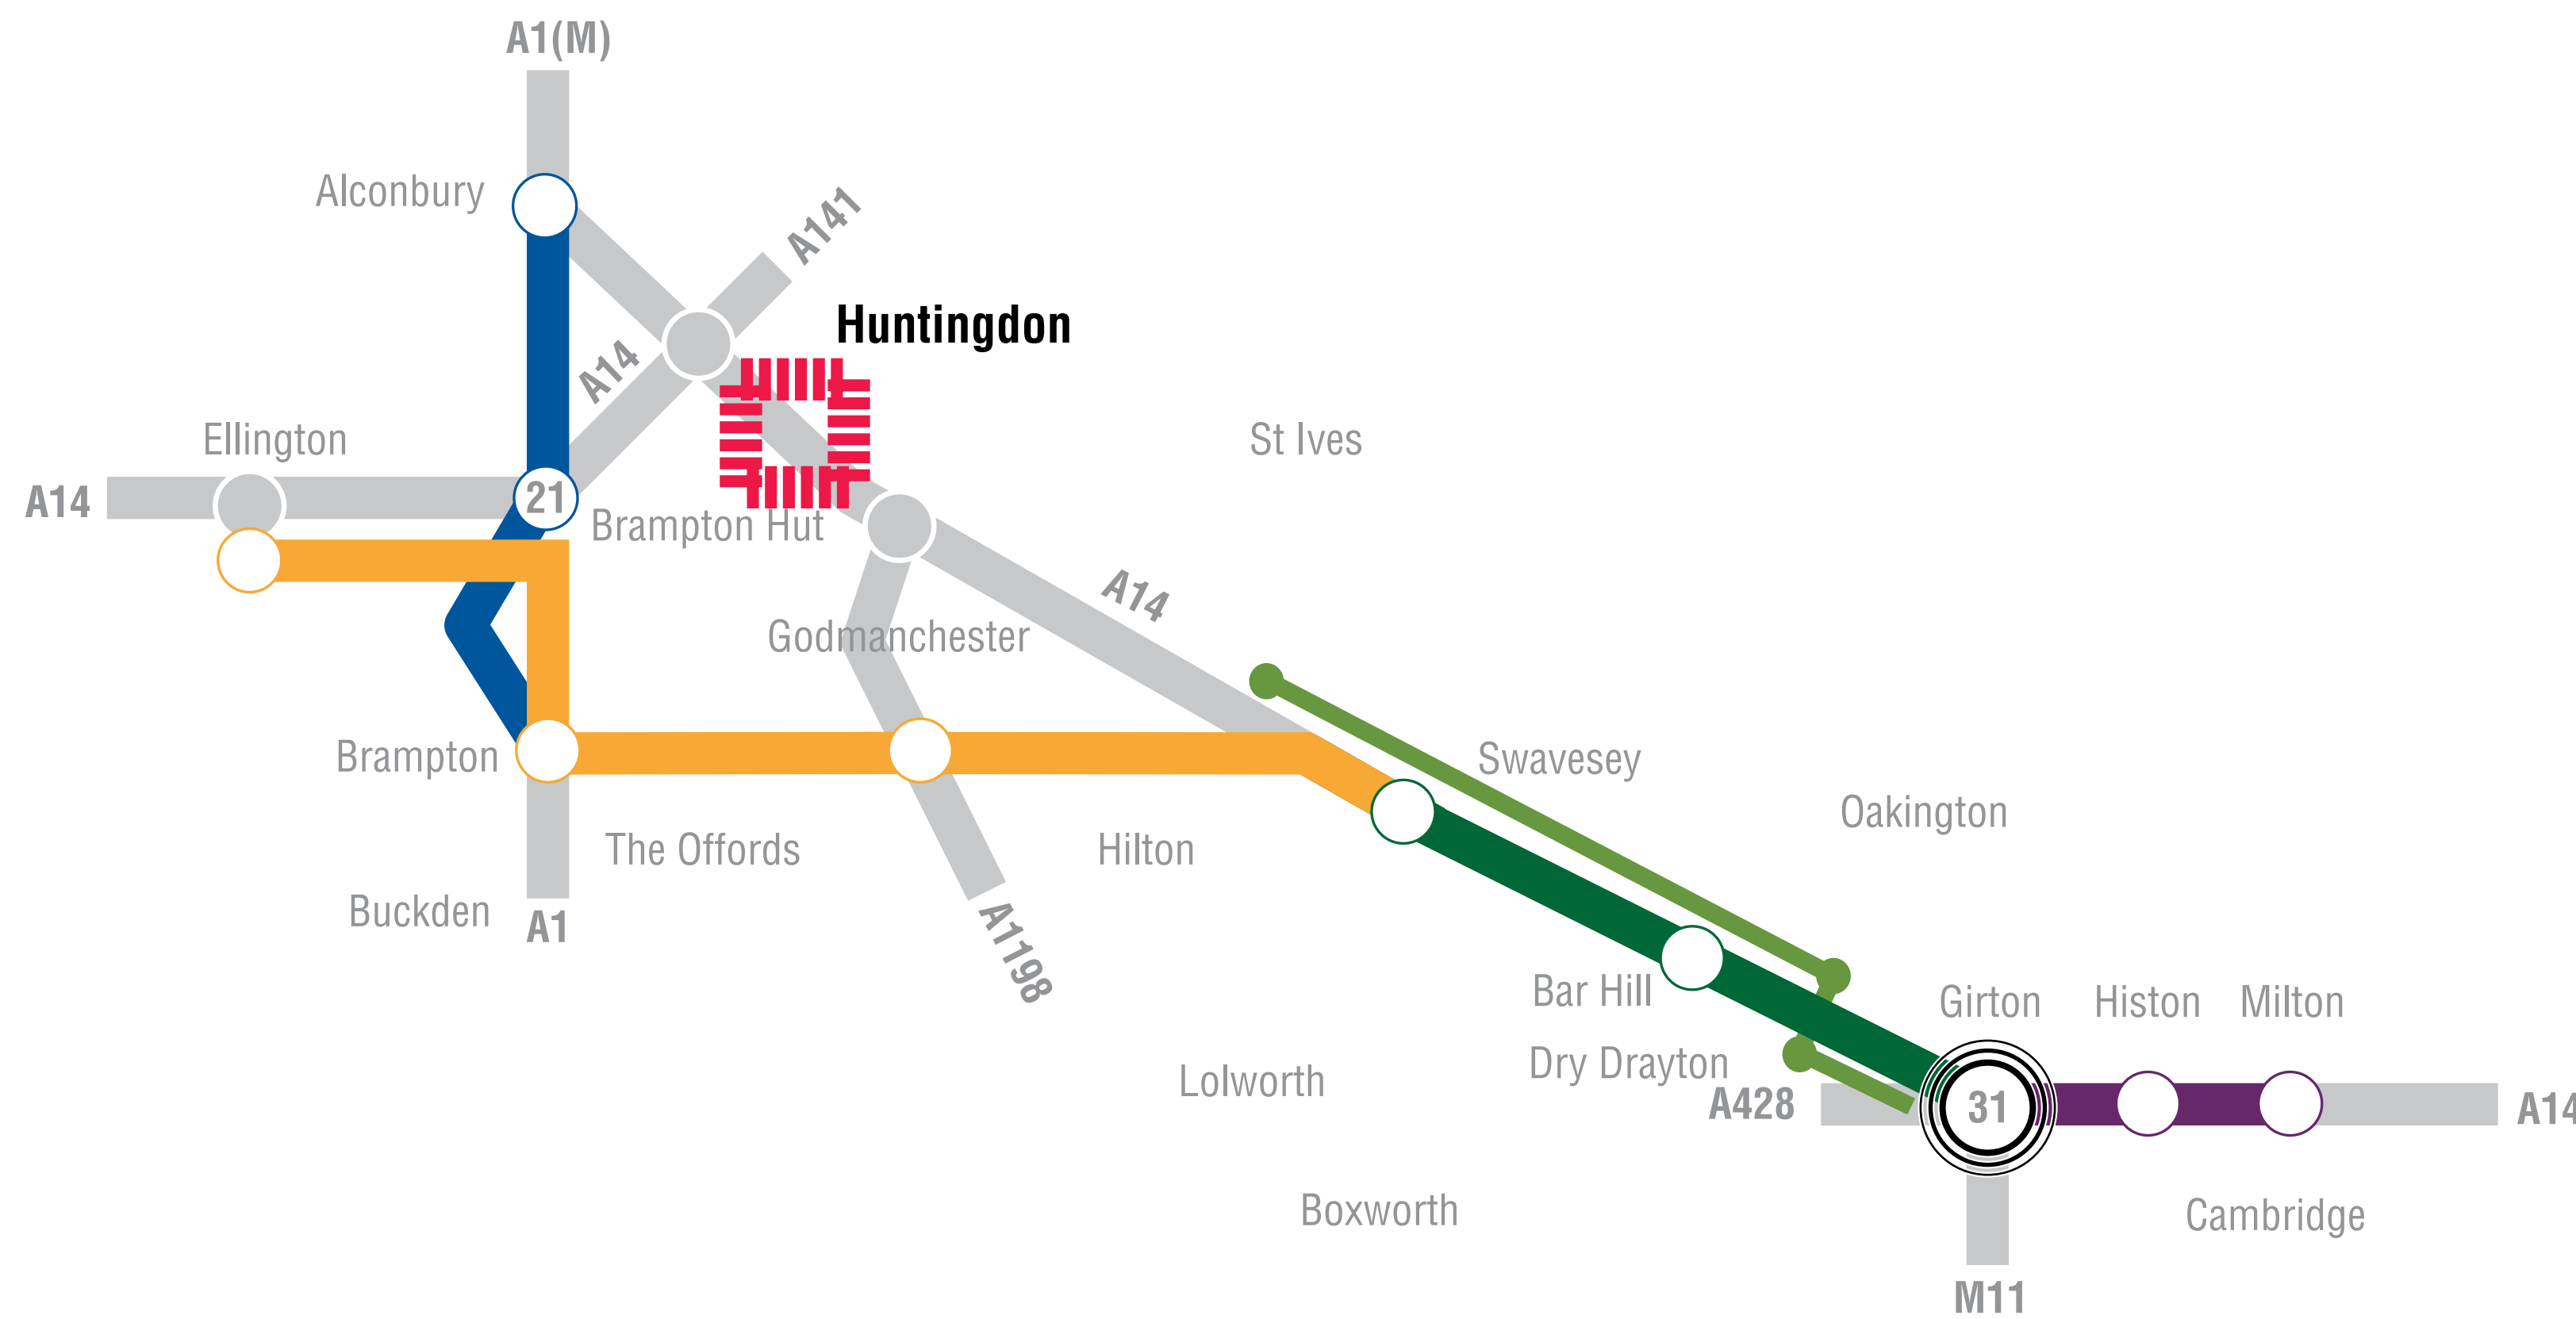 A1(M)
Alconbury
A141
Huntingdon
A14
Ellington
St Ives
A14
21
Brampton Hut
A14
Godmanchester
Brampton
Swavesey
Oakington
The Offords
Hilton
Buckden
A1
A1198
Bar Hill
Girton
Histon
Milton
Dry Drayton
Lolworth
A428
31
A14
Boxworth
Cambridge
M11